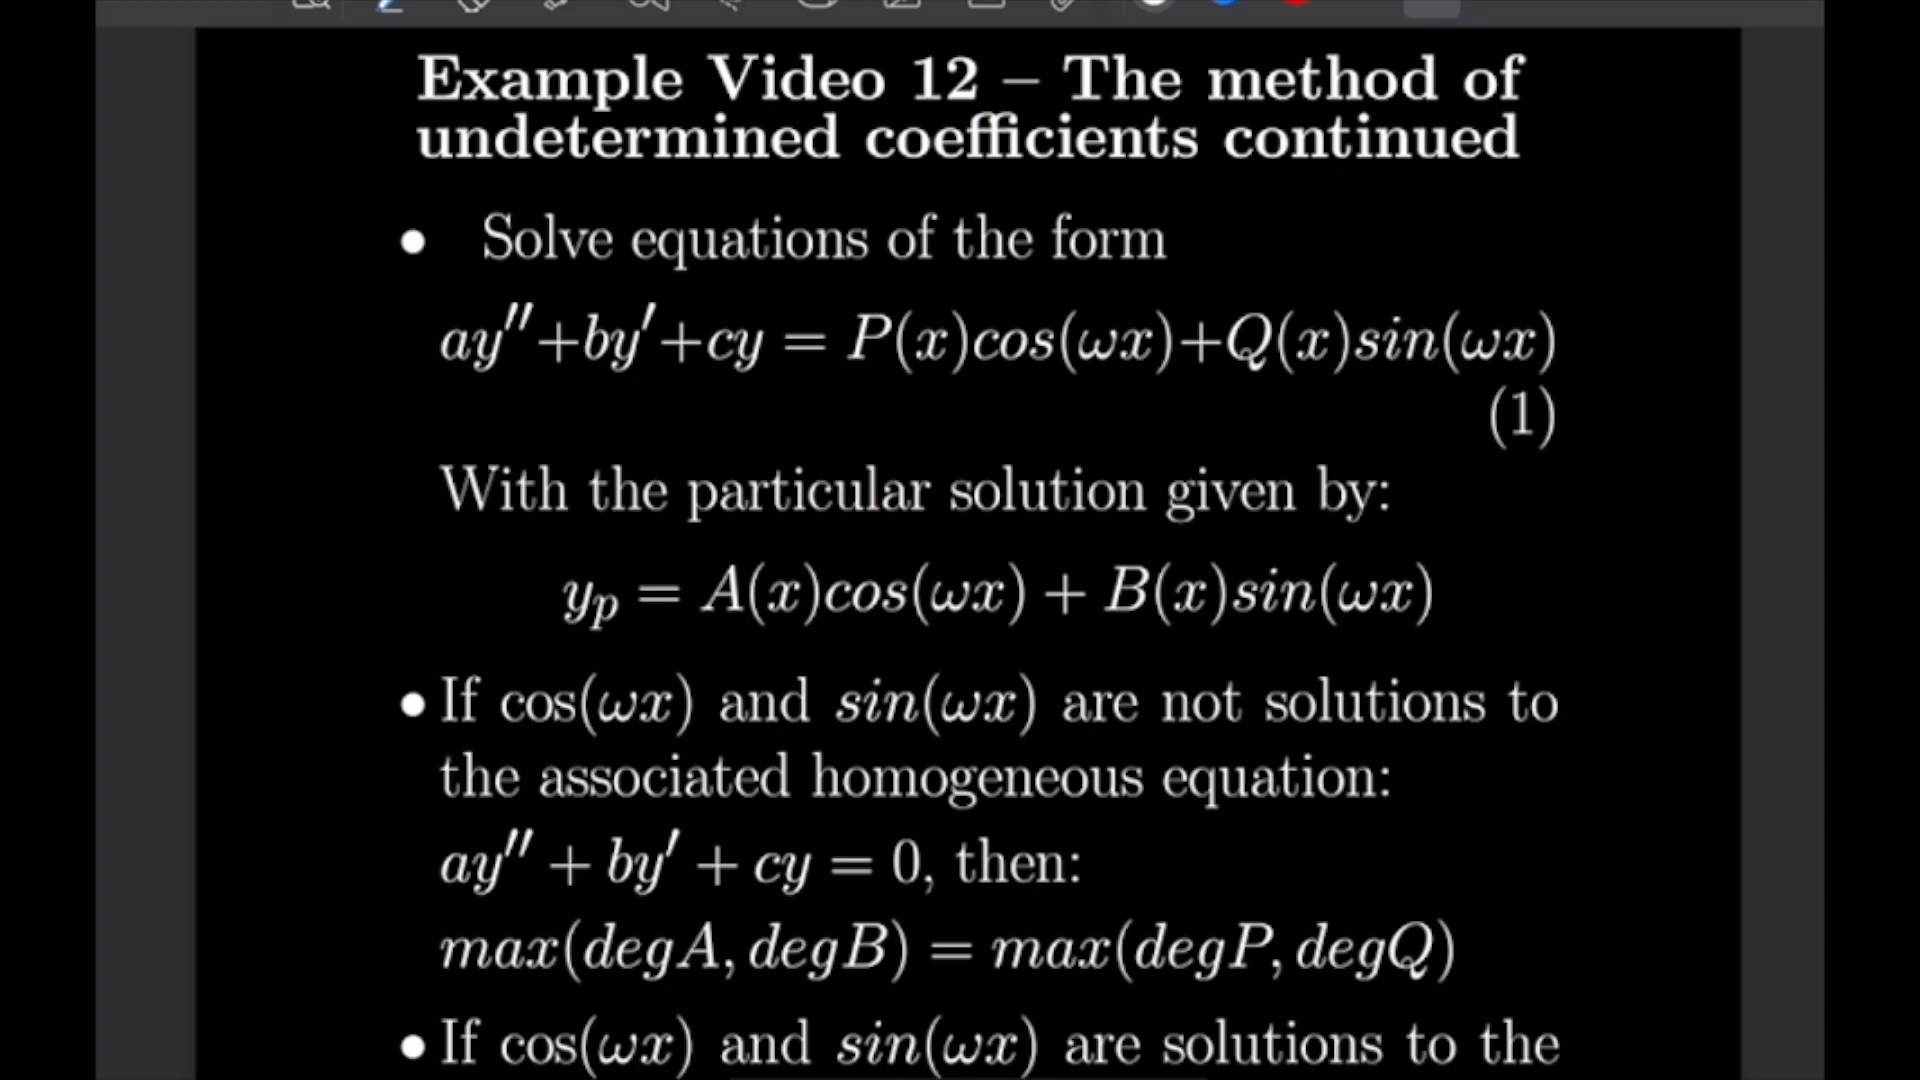 Example Video 12 – The method of
undetermined coefficients continued
• Solve equations of the form
ay″+by′+cy = P(x)cos(ωx)+Q(x)sin(ωx)
(1)
With the particular solution given by:
y_p = A(x)cos(ωx) + B(x)sin(ωx)
• If cos(ωx) and sin(ωx) are not solutions to
the associated homogeneous equation:
ay″ + by′ + cy = 0, then:
max(degA, degB) = max(degP, degQ)
• If cos(ωx) and sin(ωx) are solutions to the